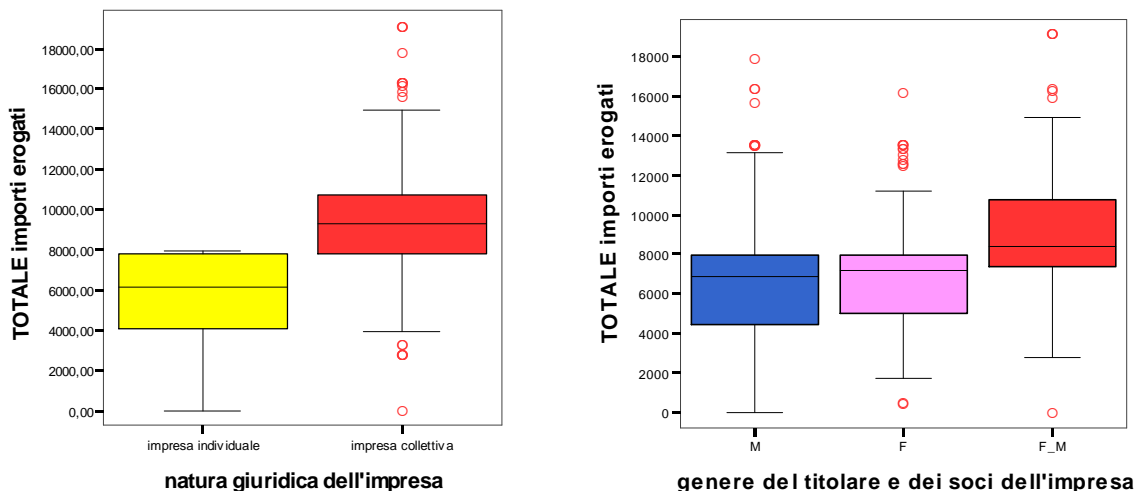 TOTALE importi erogati
18000,00
16000,00
14000,00
12000,00
10000,00
8000,00
6000,00
4000,00
2000,00
0,00
impresa individuale
impresa collettiva
natura giuridica dell'impresa
TOTALE importi erogati
18000
16000
14000
12000
10000
8000
6000
4000
2000
0
M
F
F_M
genere del titolare e dei soci dell'impresa